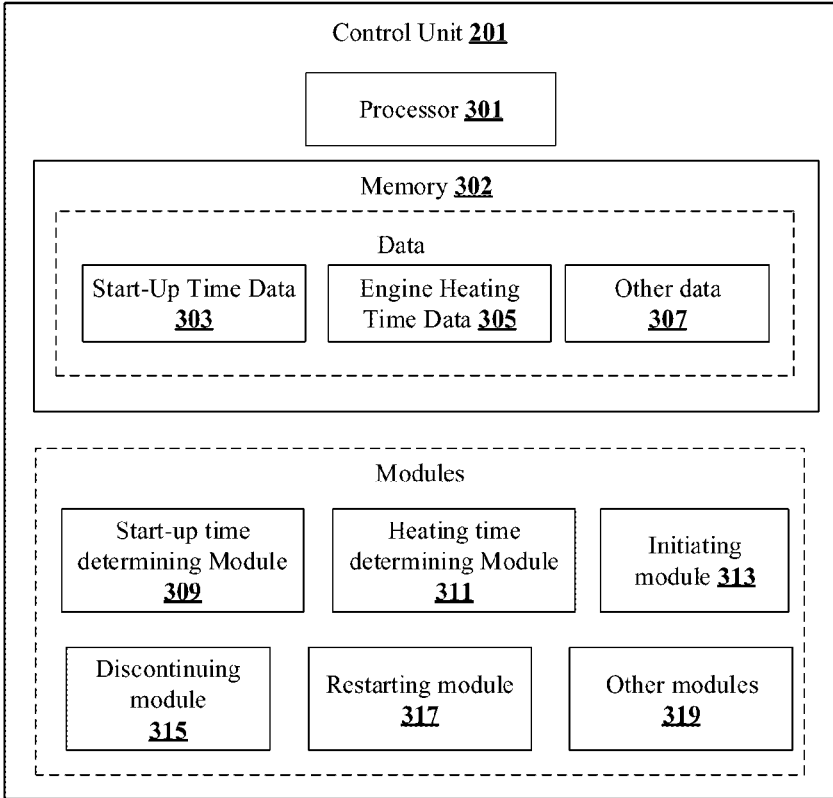 Control Unit 201
Processor 301
Memory 302
Data
Start-Up Time Data
303
Engine Heating
Time Data 305
Other data
307
Modules
Start-up time
determining Module
309
Heating time
determining Module
311
Initiating
module 313
Discontinuing
module
315
Restarting module
317
Other modules
319